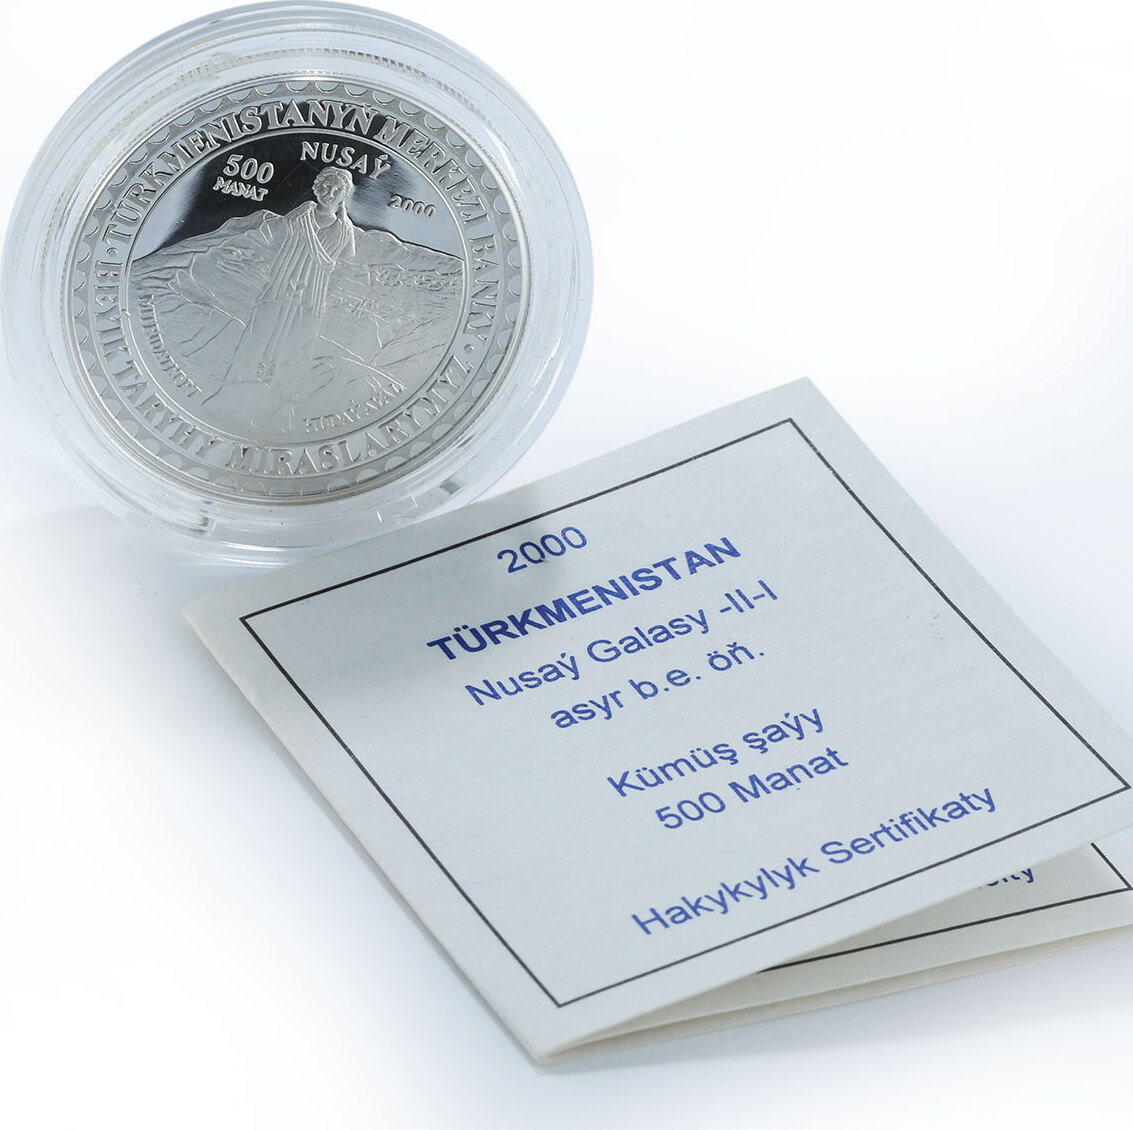 TÜRKMENISTANYŇ MERKEZI BANKY
BEÝIK TARYHY MIRASLARYMYZ
500
MANAT
NUSAÝ
2000
2000
TÜRKMENISTAN
Nusaý Galasy -II-I
asyr b.e. öň.
Kümüş şaýy
500 Manat
Hakykylyk Sertifikaty